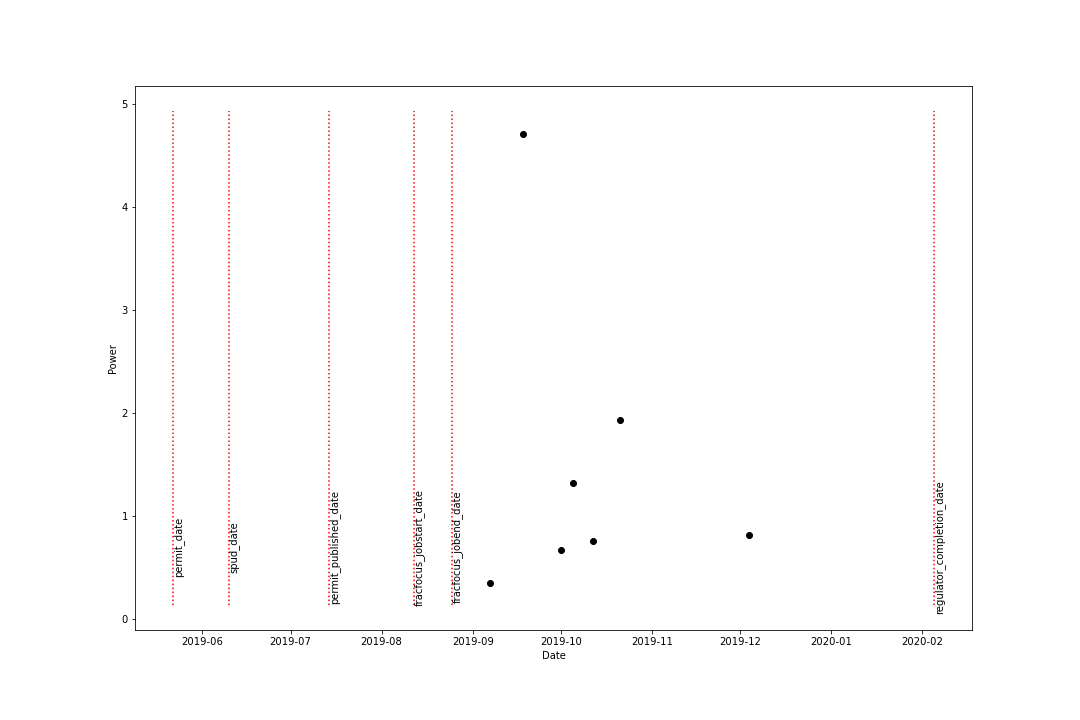 5
4
3
2
1
0
Power
permit_date
spud_date
permit_published_date
fracfocus_jobstart_date
fracfocus_jobend_date
regulator_completion_date
2019-06
2019-07
2019-08
2019-09
2019-10
2019-11
2019-12
2020-01
2020-02
Date